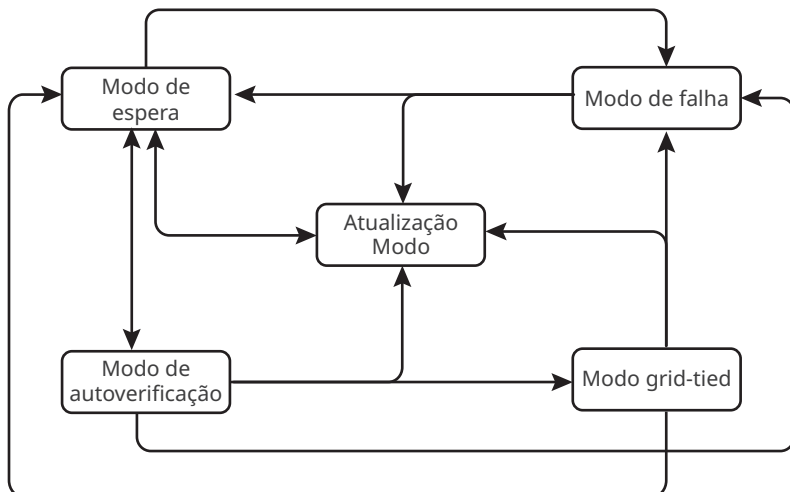 Modo de
espera
Modo de falha
Atualização
Modo
Modo de
autoverificação
Modo grid-tied